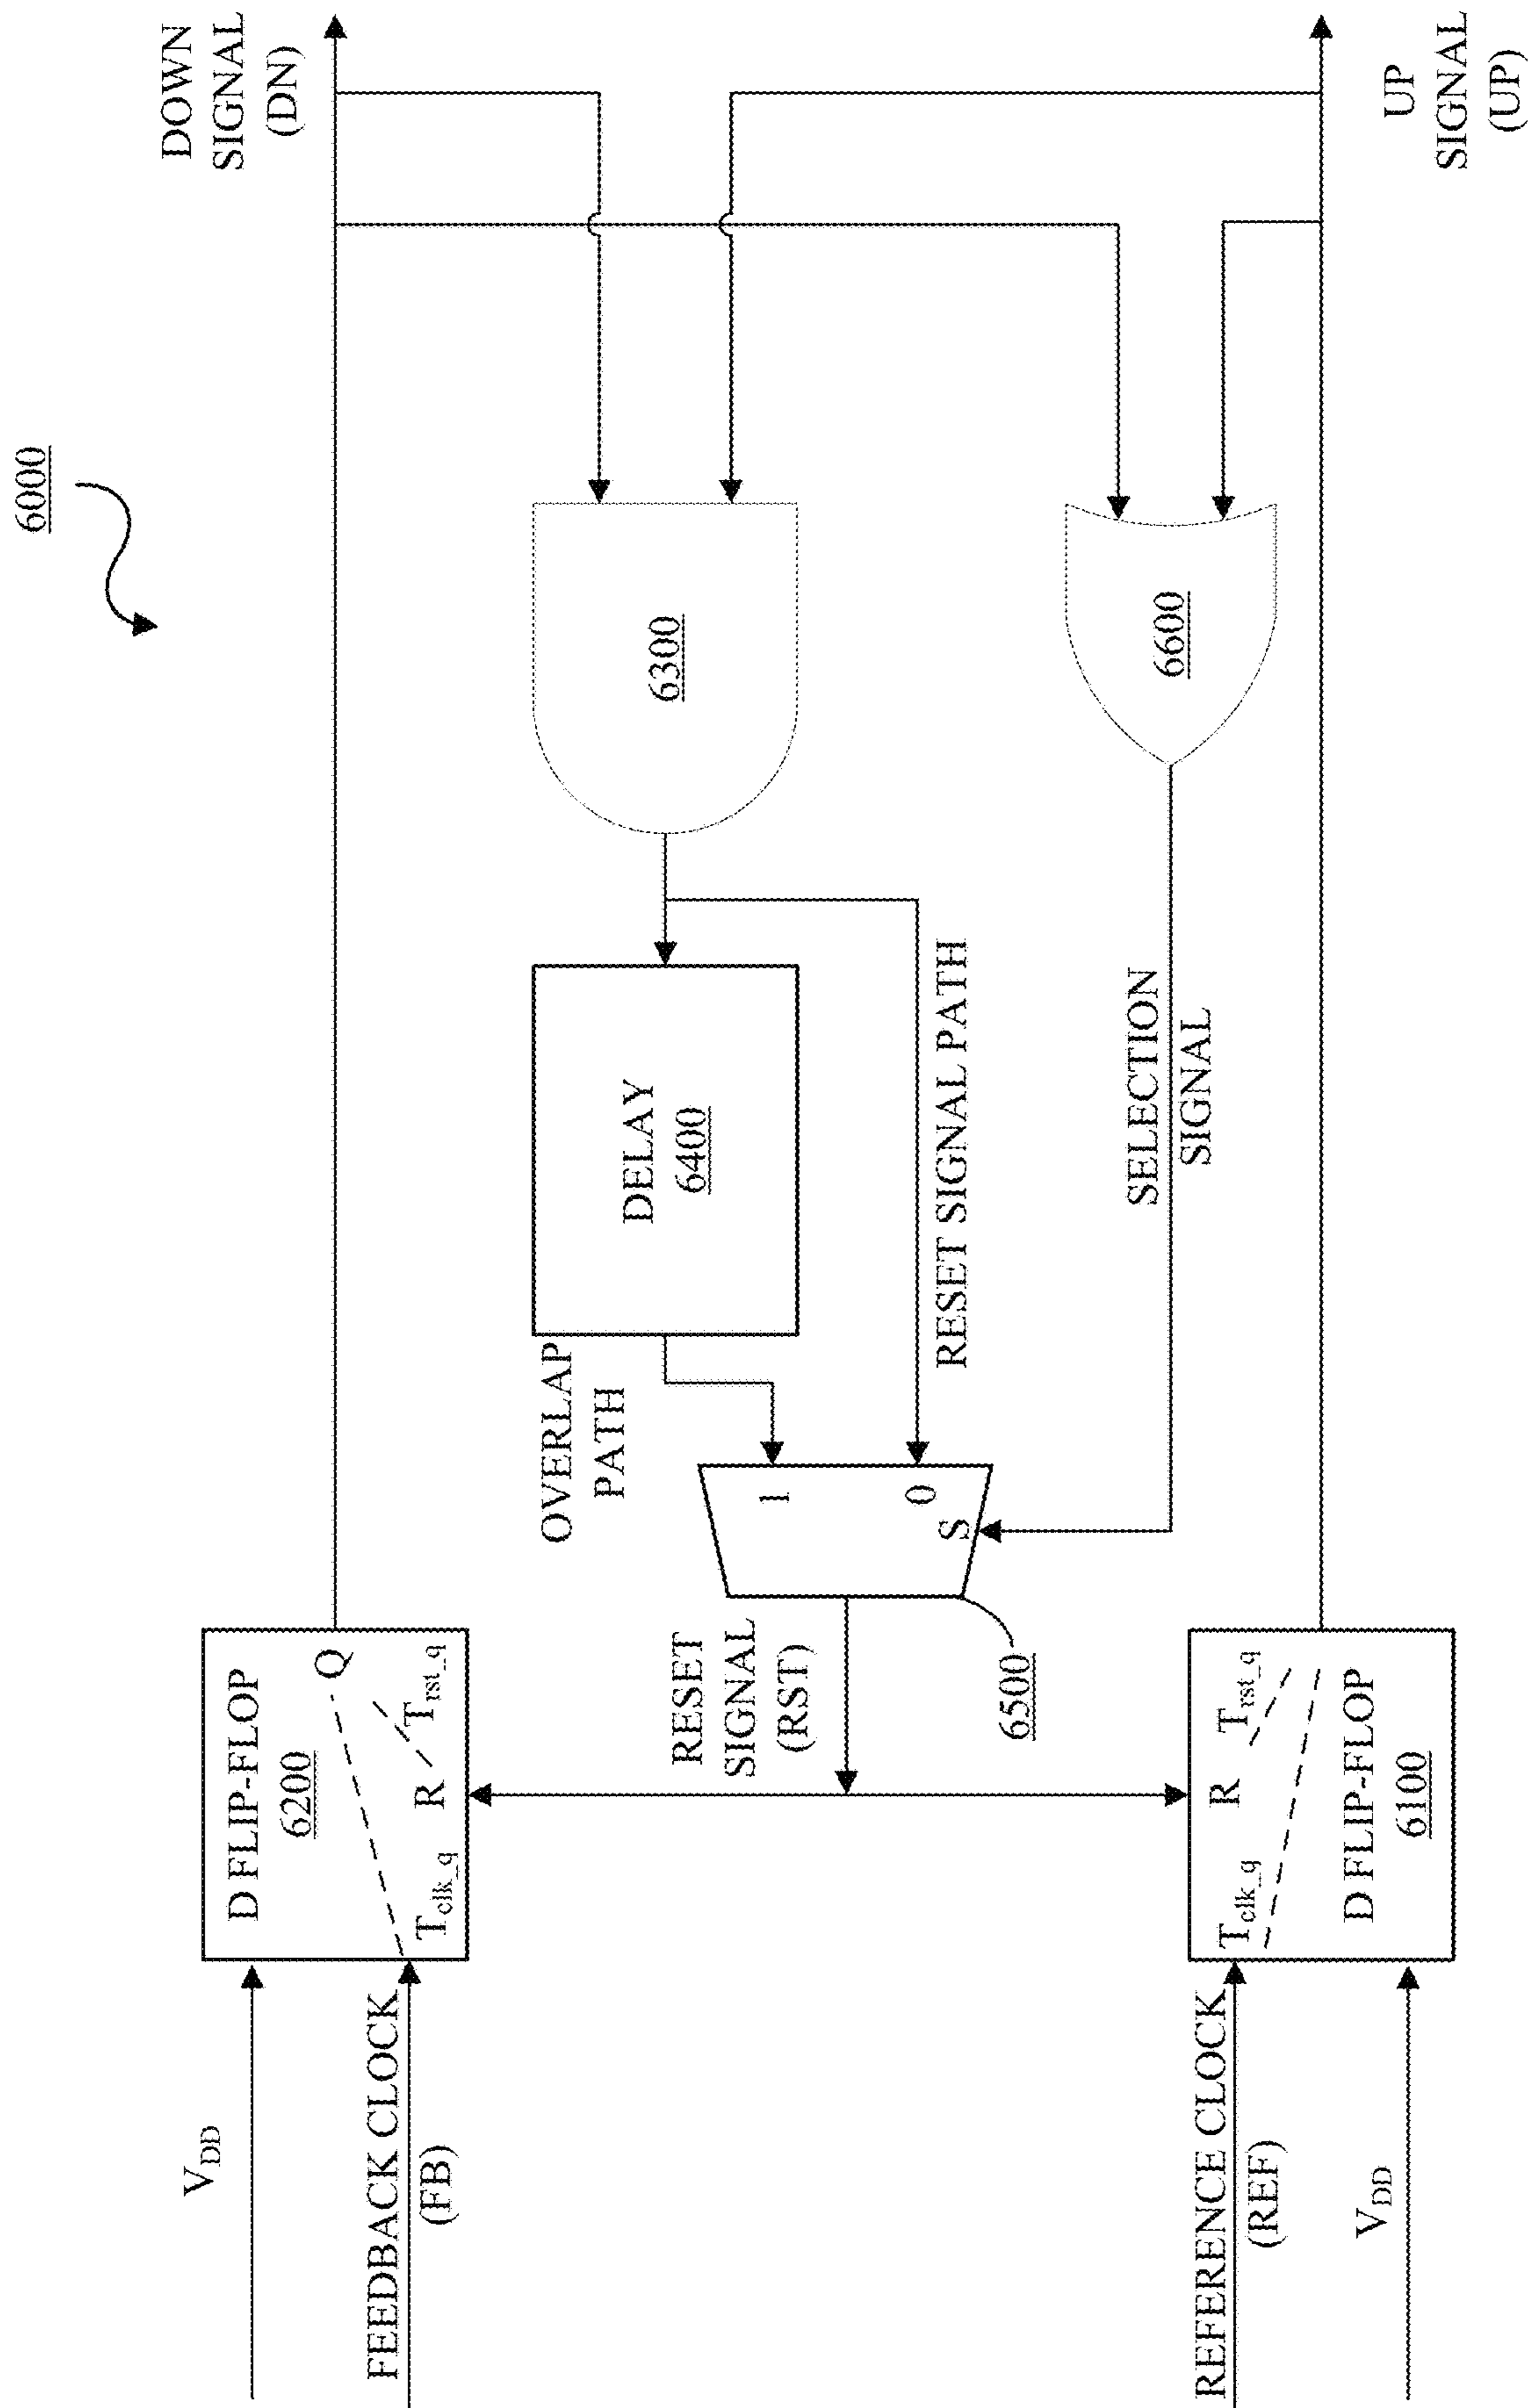 6000
DOWN
SIGNAL
(DN)
V_DD
FEEDBACK CLOCK
(FB)
D FLIP-FLOP
6200
Q
T_clk_q
R
T_rst_q
RESET
SIGNAL
(RST)
6500
1
0
S
OVERLAP
PATH
DELAY
6400
RESET SIGNAL PATH
6300
6600
SELECTION
SIGNAL
REFERENCE CLOCK
(REF)
V_DD
T_clk_q
R
T_rst_q
D FLIP-FLOP
6100
UP
SIGNAL
(UP)